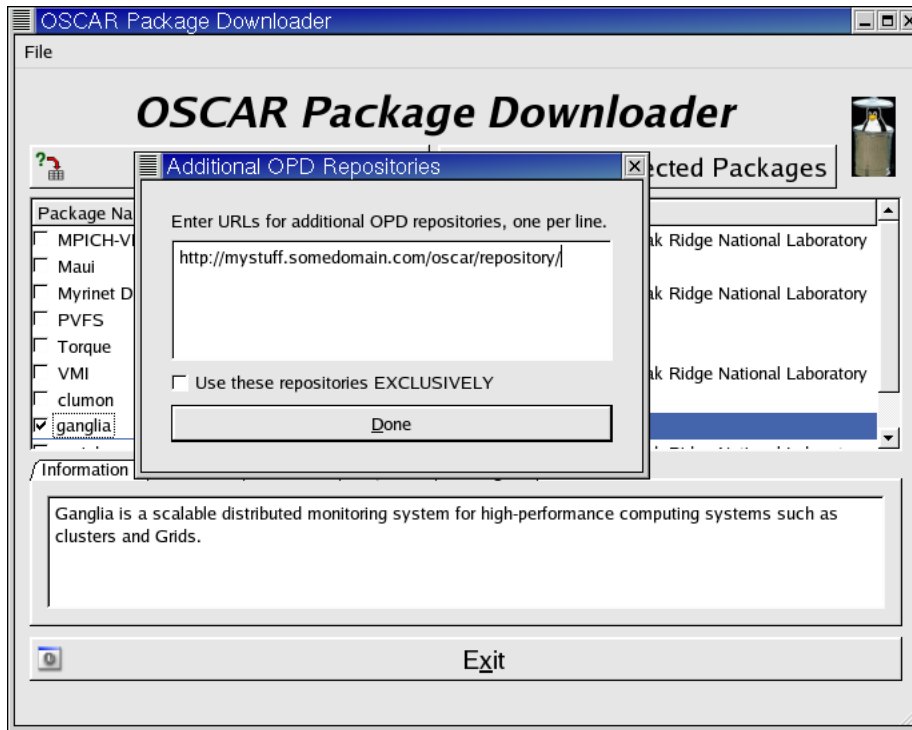 OSCAR Package Downloader
File
OSCAR Package Downloader
Additional OPD Repositories
Packages
Enter URLs for additional OPD repositories, one per line.
http://mystuff.somedomain.com/oscar/repository/
Use these repositories EXCLUSIVELY
Done
Package
MPICH
Ridge National Laboratory
Maui
Myrinet
Ridge National Laboratory
PVFS
Torque
VMI
Ridge National Laboratory
clumon
ganglia
Information
Ganglia is a scalable distributed monitoring system for high-performance computing systems such as
clusters and Grids.
Exit